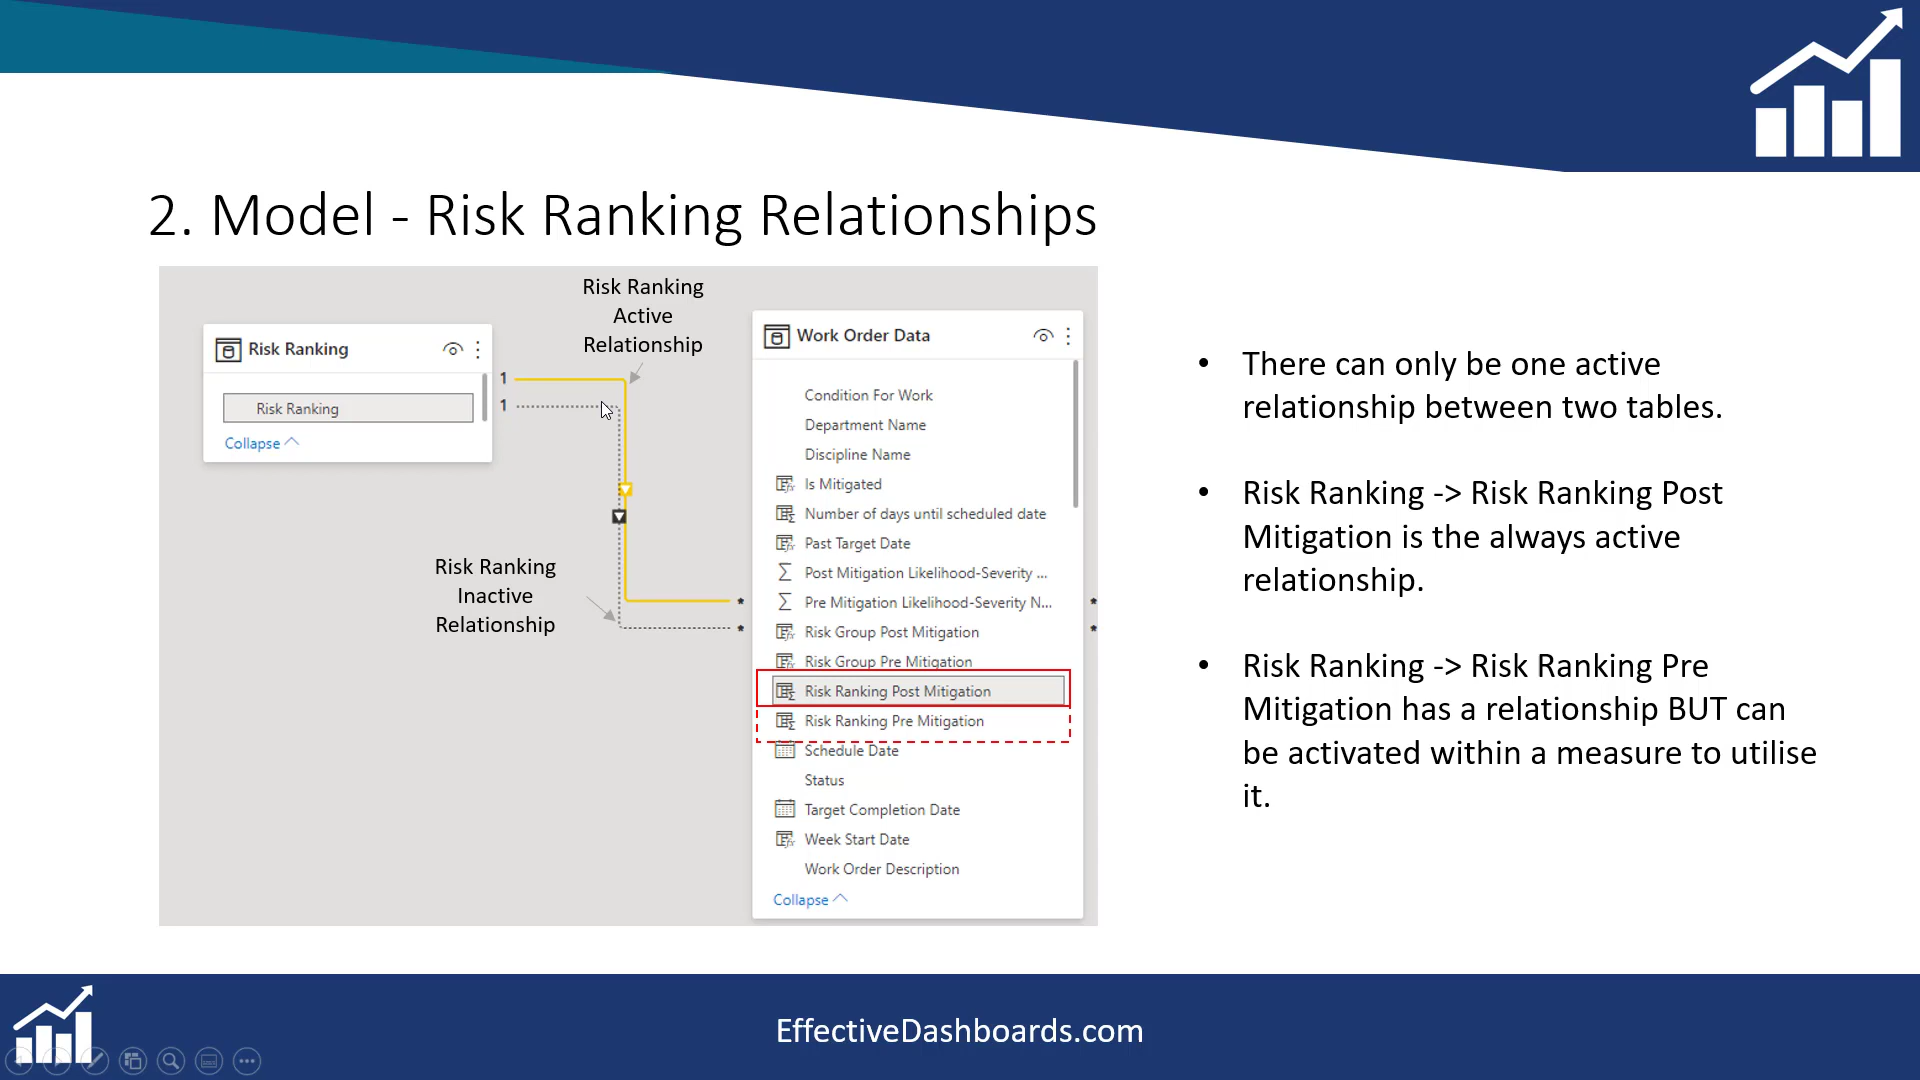 2. Model - Risk Ranking Relationships
Risk Ranking
Active
Relationship
Risk Ranking
Risk Ranking
Collapse
1
1
Risk Ranking
Inactive
Relationship
*
*
Work Order Data
Condition For Work
Department Name
Discipline Name
Is Mitigated
Number of days until scheduled date
Past Target Date
Post Mitigation Likelihood-Severity ...
Pre Mitigation Likelihood-Severity N...
Risk Group Post Mitigation
Risk Group Pre Mitigation
Risk Ranking Post Mitigation
Risk Ranking Pre Mitigation
Schedule Date
Status
Target Completion Date
Week Start Date
Work Order Description
Collapse
*
*
• There can only be one active
relationship between two tables.
• Risk Ranking -> Risk Ranking Post
Mitigation is the always active
relationship.
• Risk Ranking -> Risk Ranking Pre
Mitigation has a relationship BUT can
be activated within a measure to utilise
it.
EffectiveDashboards.com